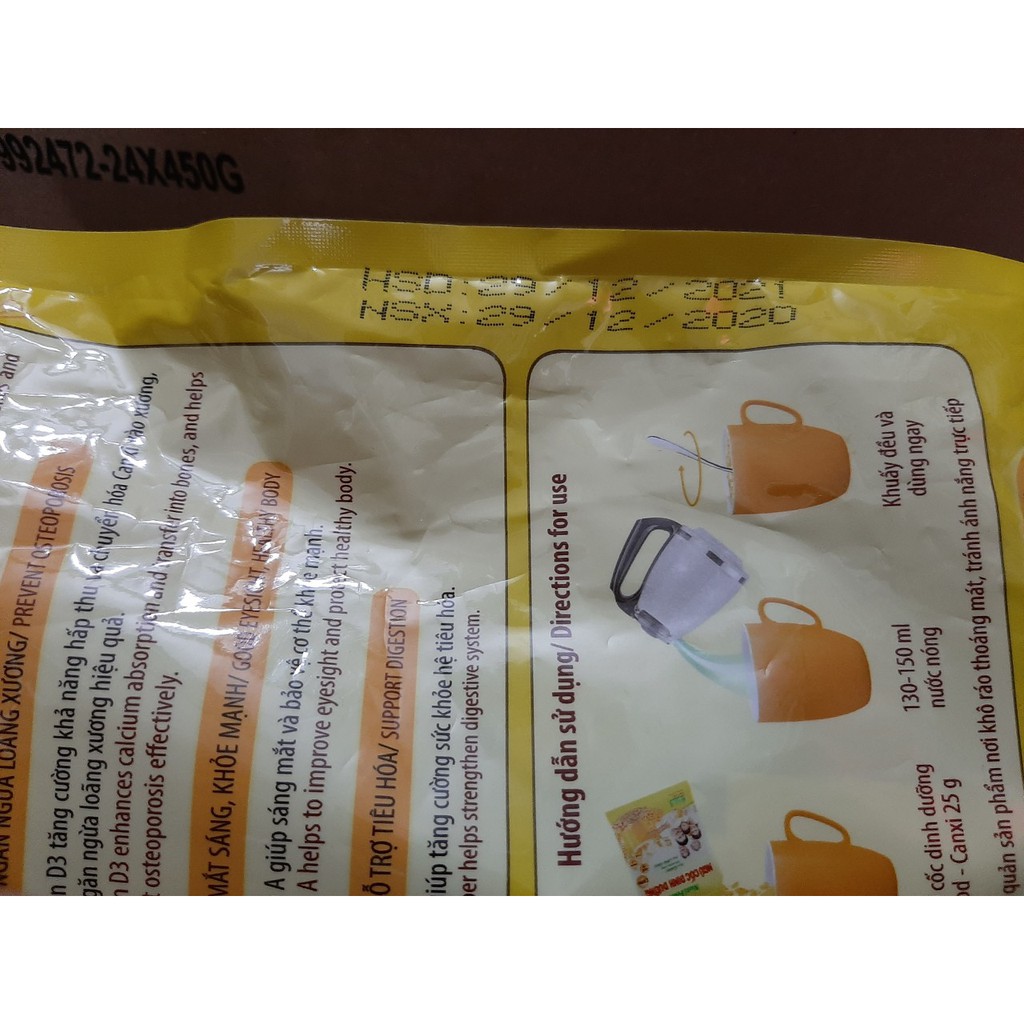 992472-24X450G
HSD:29/12/2021
NSX:29/12/2020
and
NGỪA LOÃNG XƯƠNG/ PREVENT OSTEOPOROSIS
D3 tăng cường khả năng hấp thu và chuyển hóa Canxi vào xương,
ngừa loãng xương hiệu quả.
D3 enhances calcium absorption and transfer into bones, and helps
osteoporosis effectively.
MẮT SÁNG, KHỎE MẠNH/ GOOD EYESIGHT, HEALTHY BODY
A giúp sáng mắt và bảo vệ cơ thể khỏe mạnh.
A helps to improve eyesight and protect healthy body.
TRỢ TIÊU HÓA/ SUPPORT DIGESTION
giúp tăng cường sức khỏe hệ tiêu hóa.
helps strengthen digestive system.
Hướng dẫn sử dụng/ Directions for use
NGŨ CỐC DINH DƯỠNG
cốc dinh dưỡng
- Canxi 25 g
130-150 ml
nước nóng
Khuấy đều và
dùng ngay
quản sản phẩm nơi khô ráo thoáng mát, tránh ánh nắng trực tiếp